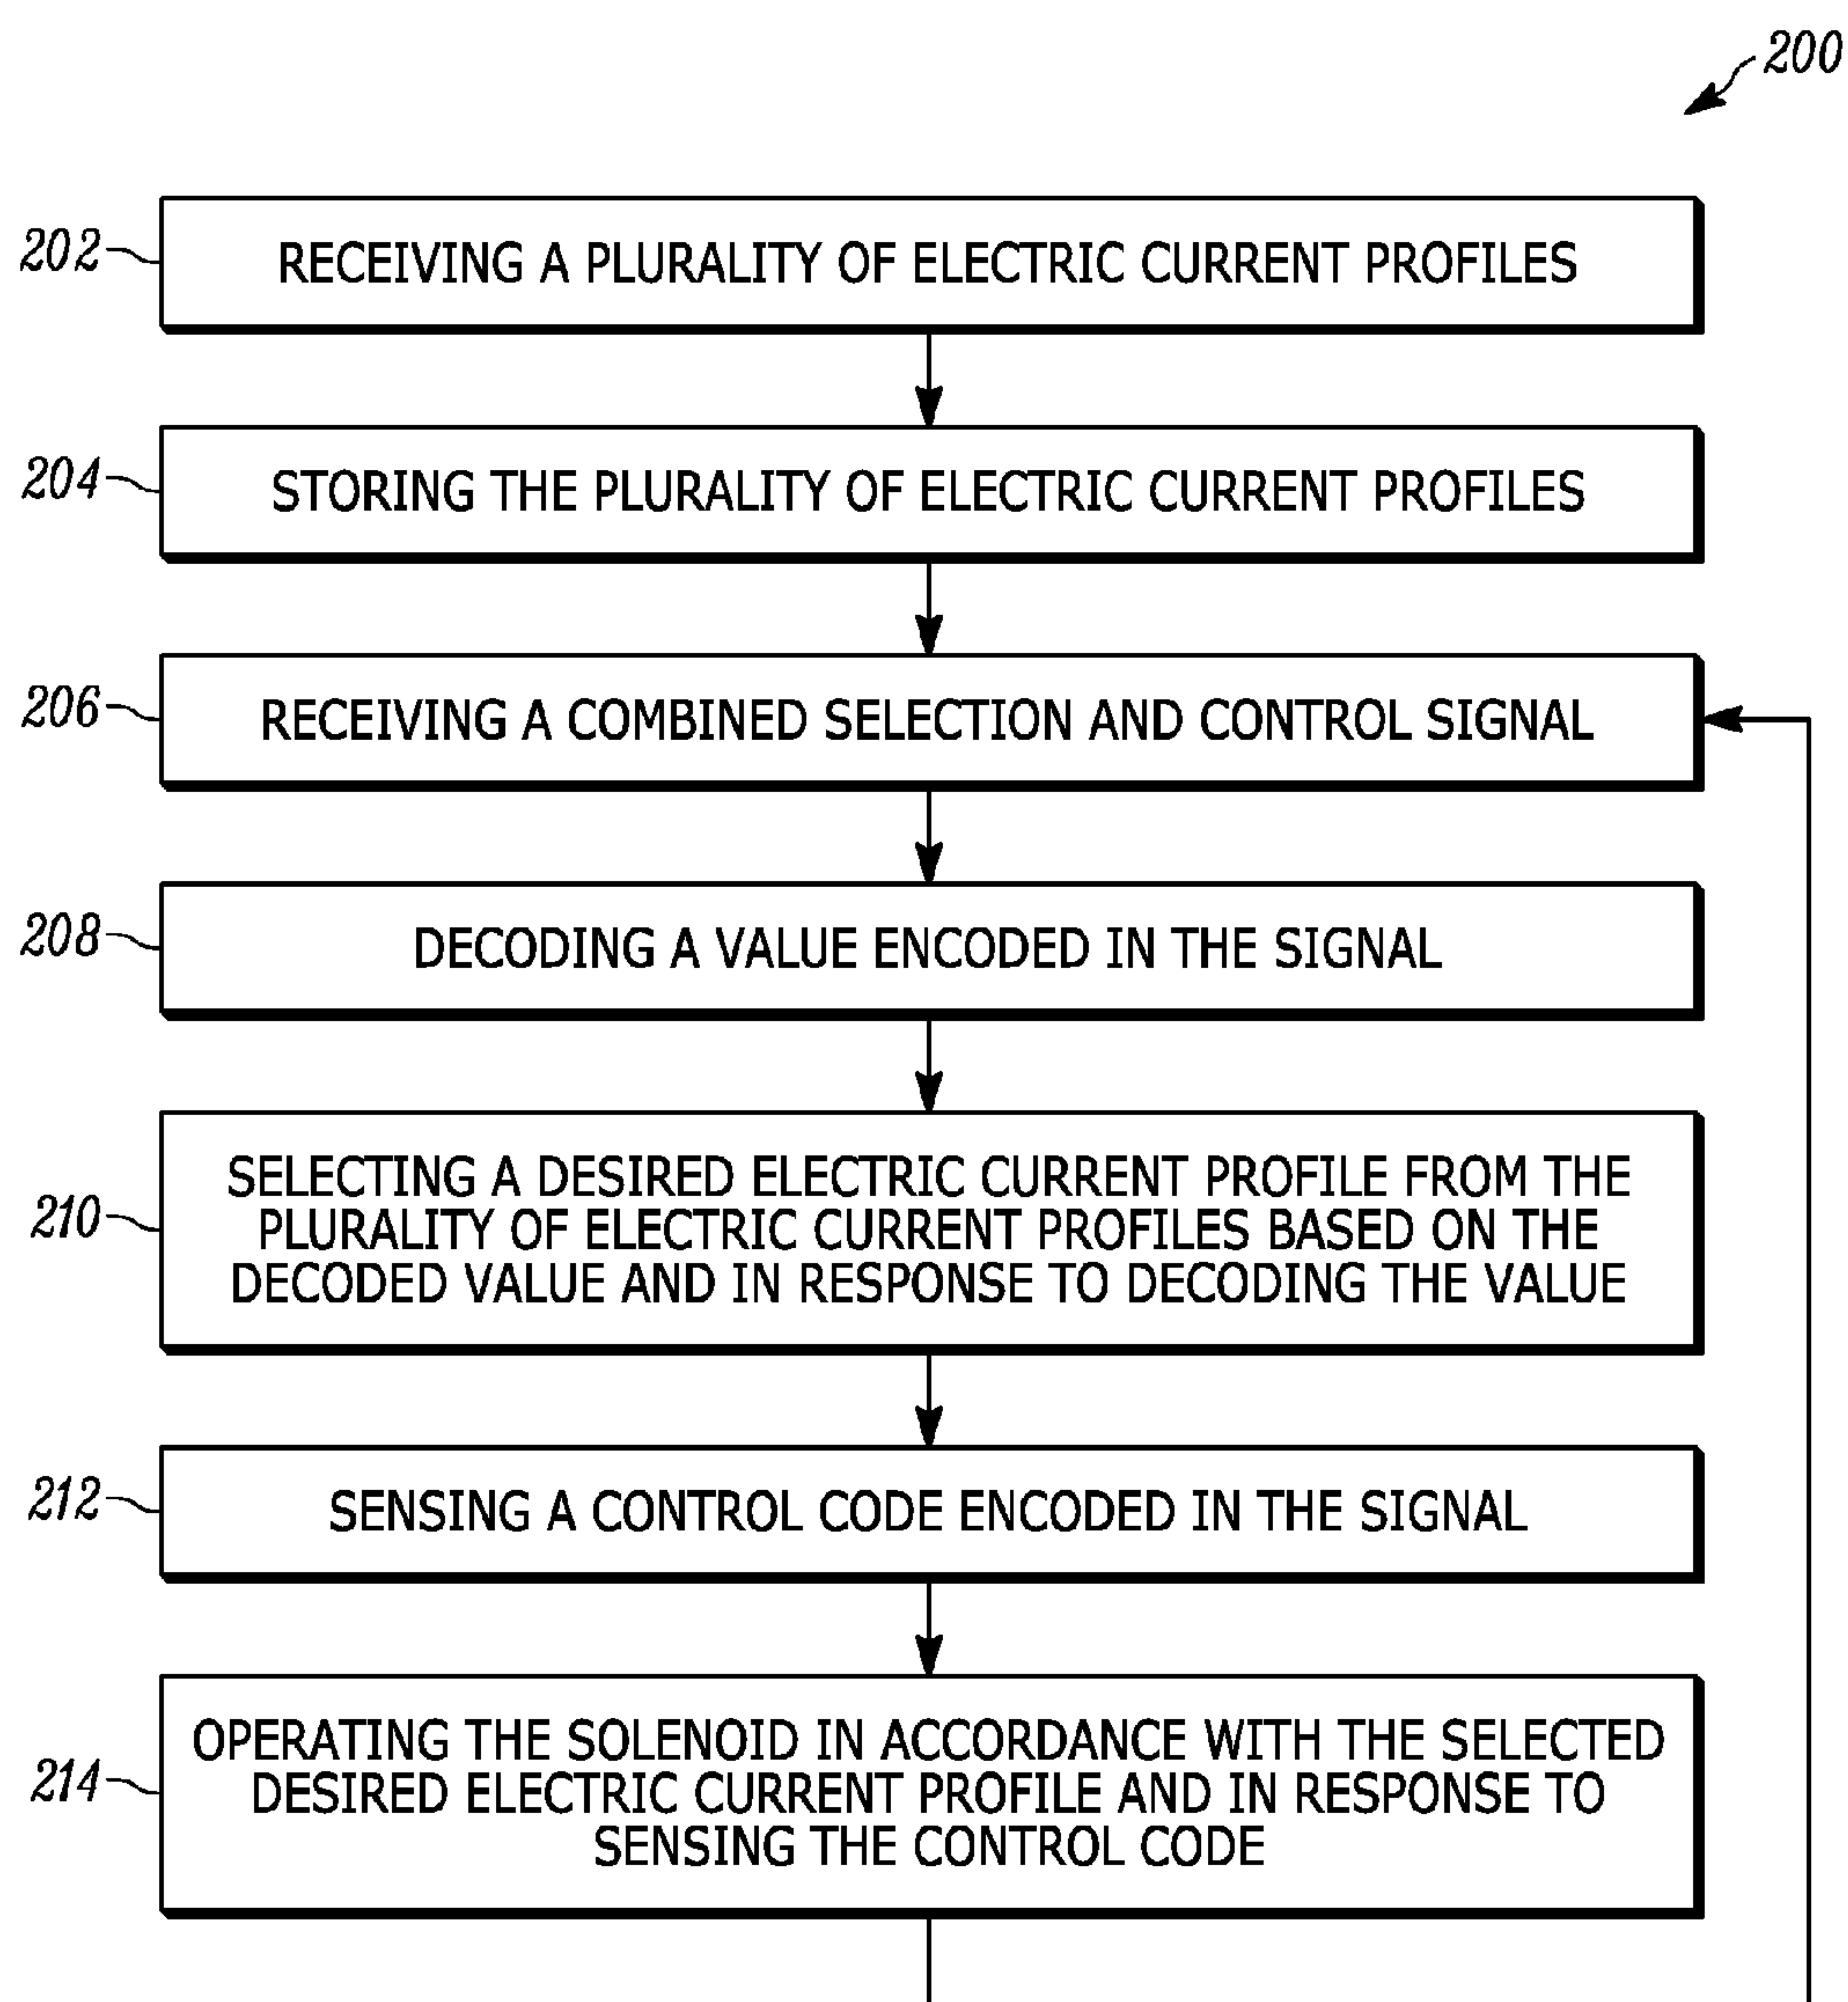 200
202
RECEIVING A PLURALITY OF ELECTRIC CURRENT PROFILES
204
STORING THE PLURALITY OF ELECTRIC CURRENT PROFILES
206
RECEIVING A COMBINED SELECTION AND CONTROL SIGNAL
208
DECODING A VALUE ENCODED IN THE SIGNAL
210
SELECTING A DESIRED ELECTRIC CURRENT PROFILE FROM THE
PLURALITY OF ELECTRIC CURRENT PROFILES BASED ON THE
DECODED VALUE AND IN RESPONSE TO DECODING THE VALUE
212
SENSING A CONTROL CODE ENCODED IN THE SIGNAL
214
OPERATING THE SOLENOID IN ACCORDANCE WITH THE SELECTED
DESIRED ELECTRIC CURRENT PROFILE AND IN RESPONSE TO
SENSING THE CONTROL CODE